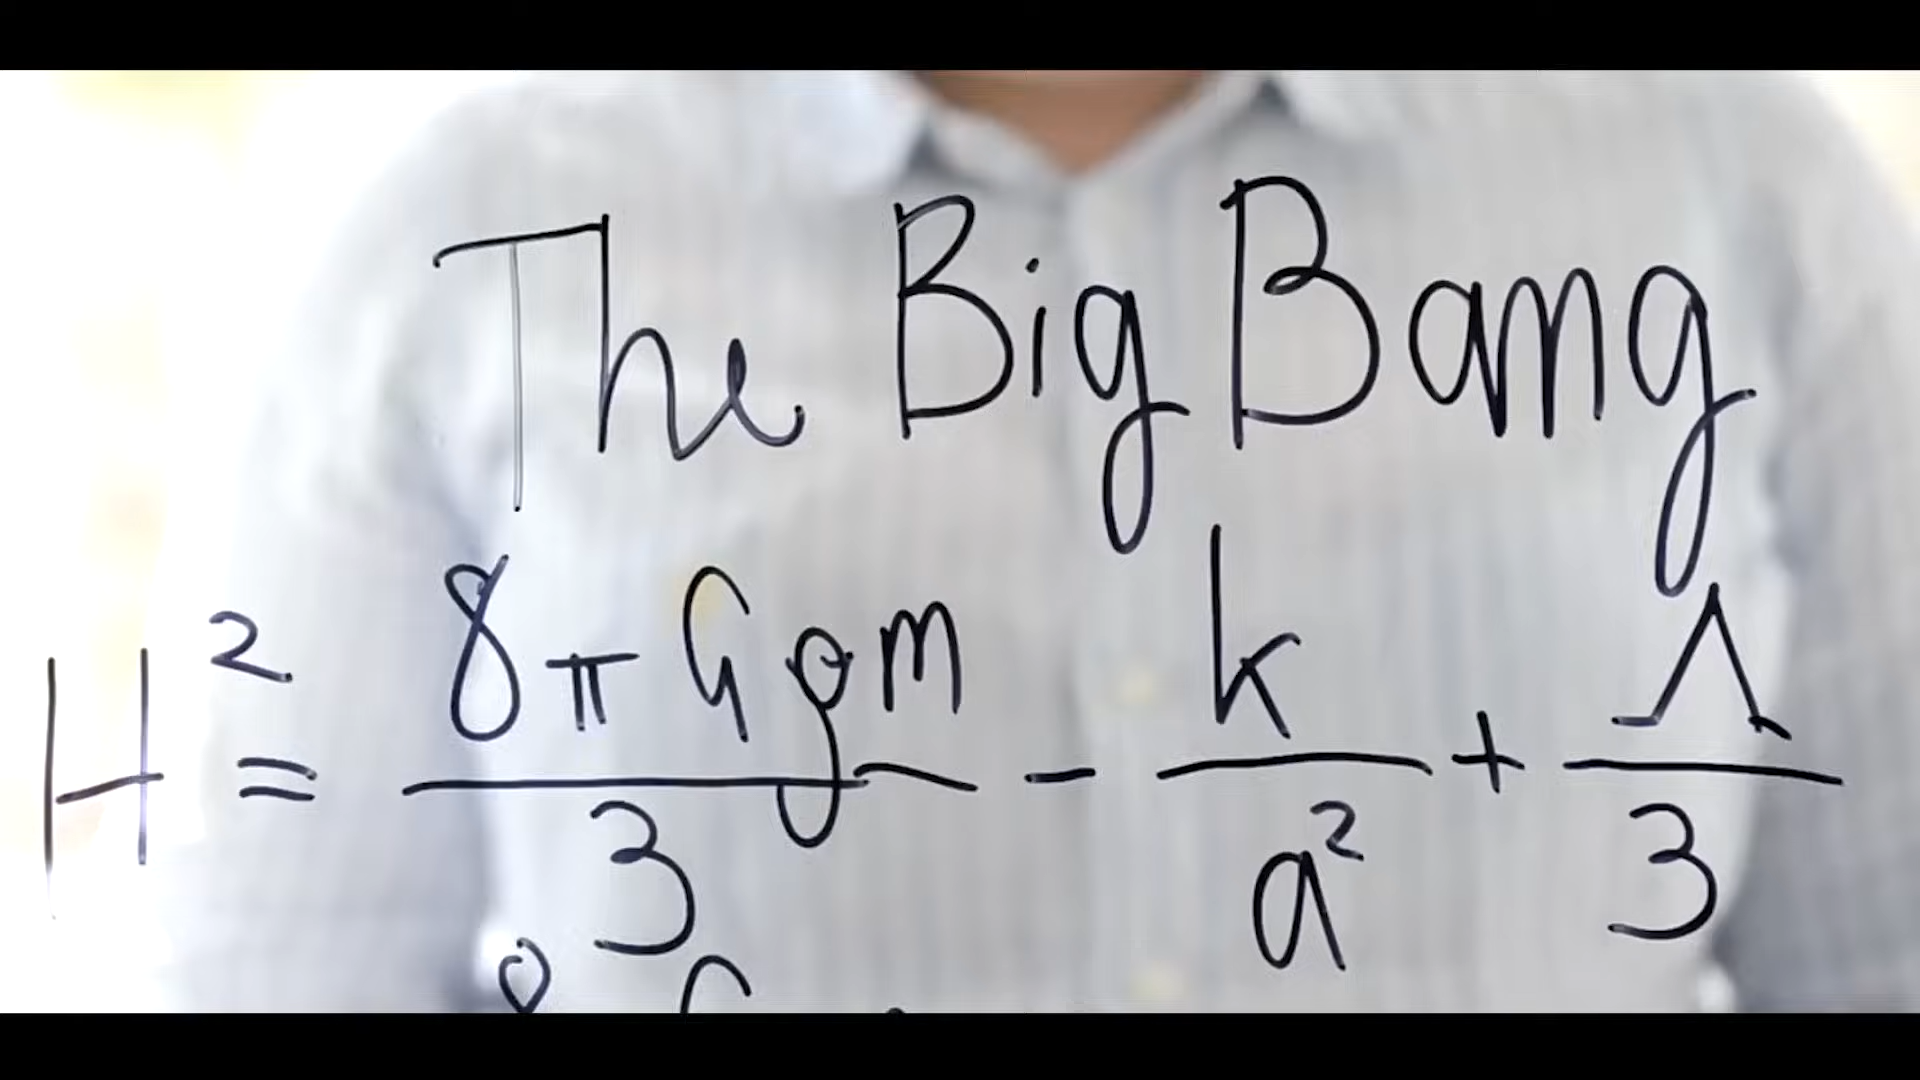 The Big Bang
H² = 8πGρm/3 - k/a² + Λ/3